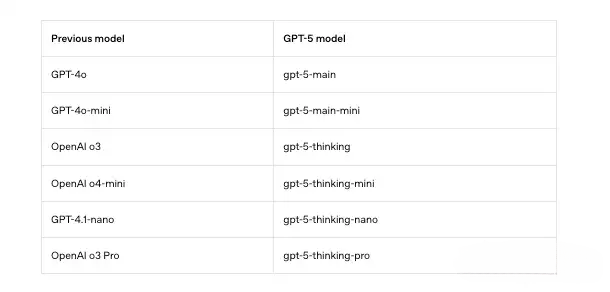 Previous model GPT-5 model
GPT-4o gpt-5-main
GPT-4o-mini gpt-5-main-mini
OpenAI o3 gpt-5-thinking
OpenAI o4-mini gpt-5-thinking-mini
GPT-4.1-nano gpt-5-thinking-nano
OpenAI o3 Pro gpt-5-thinking-pro